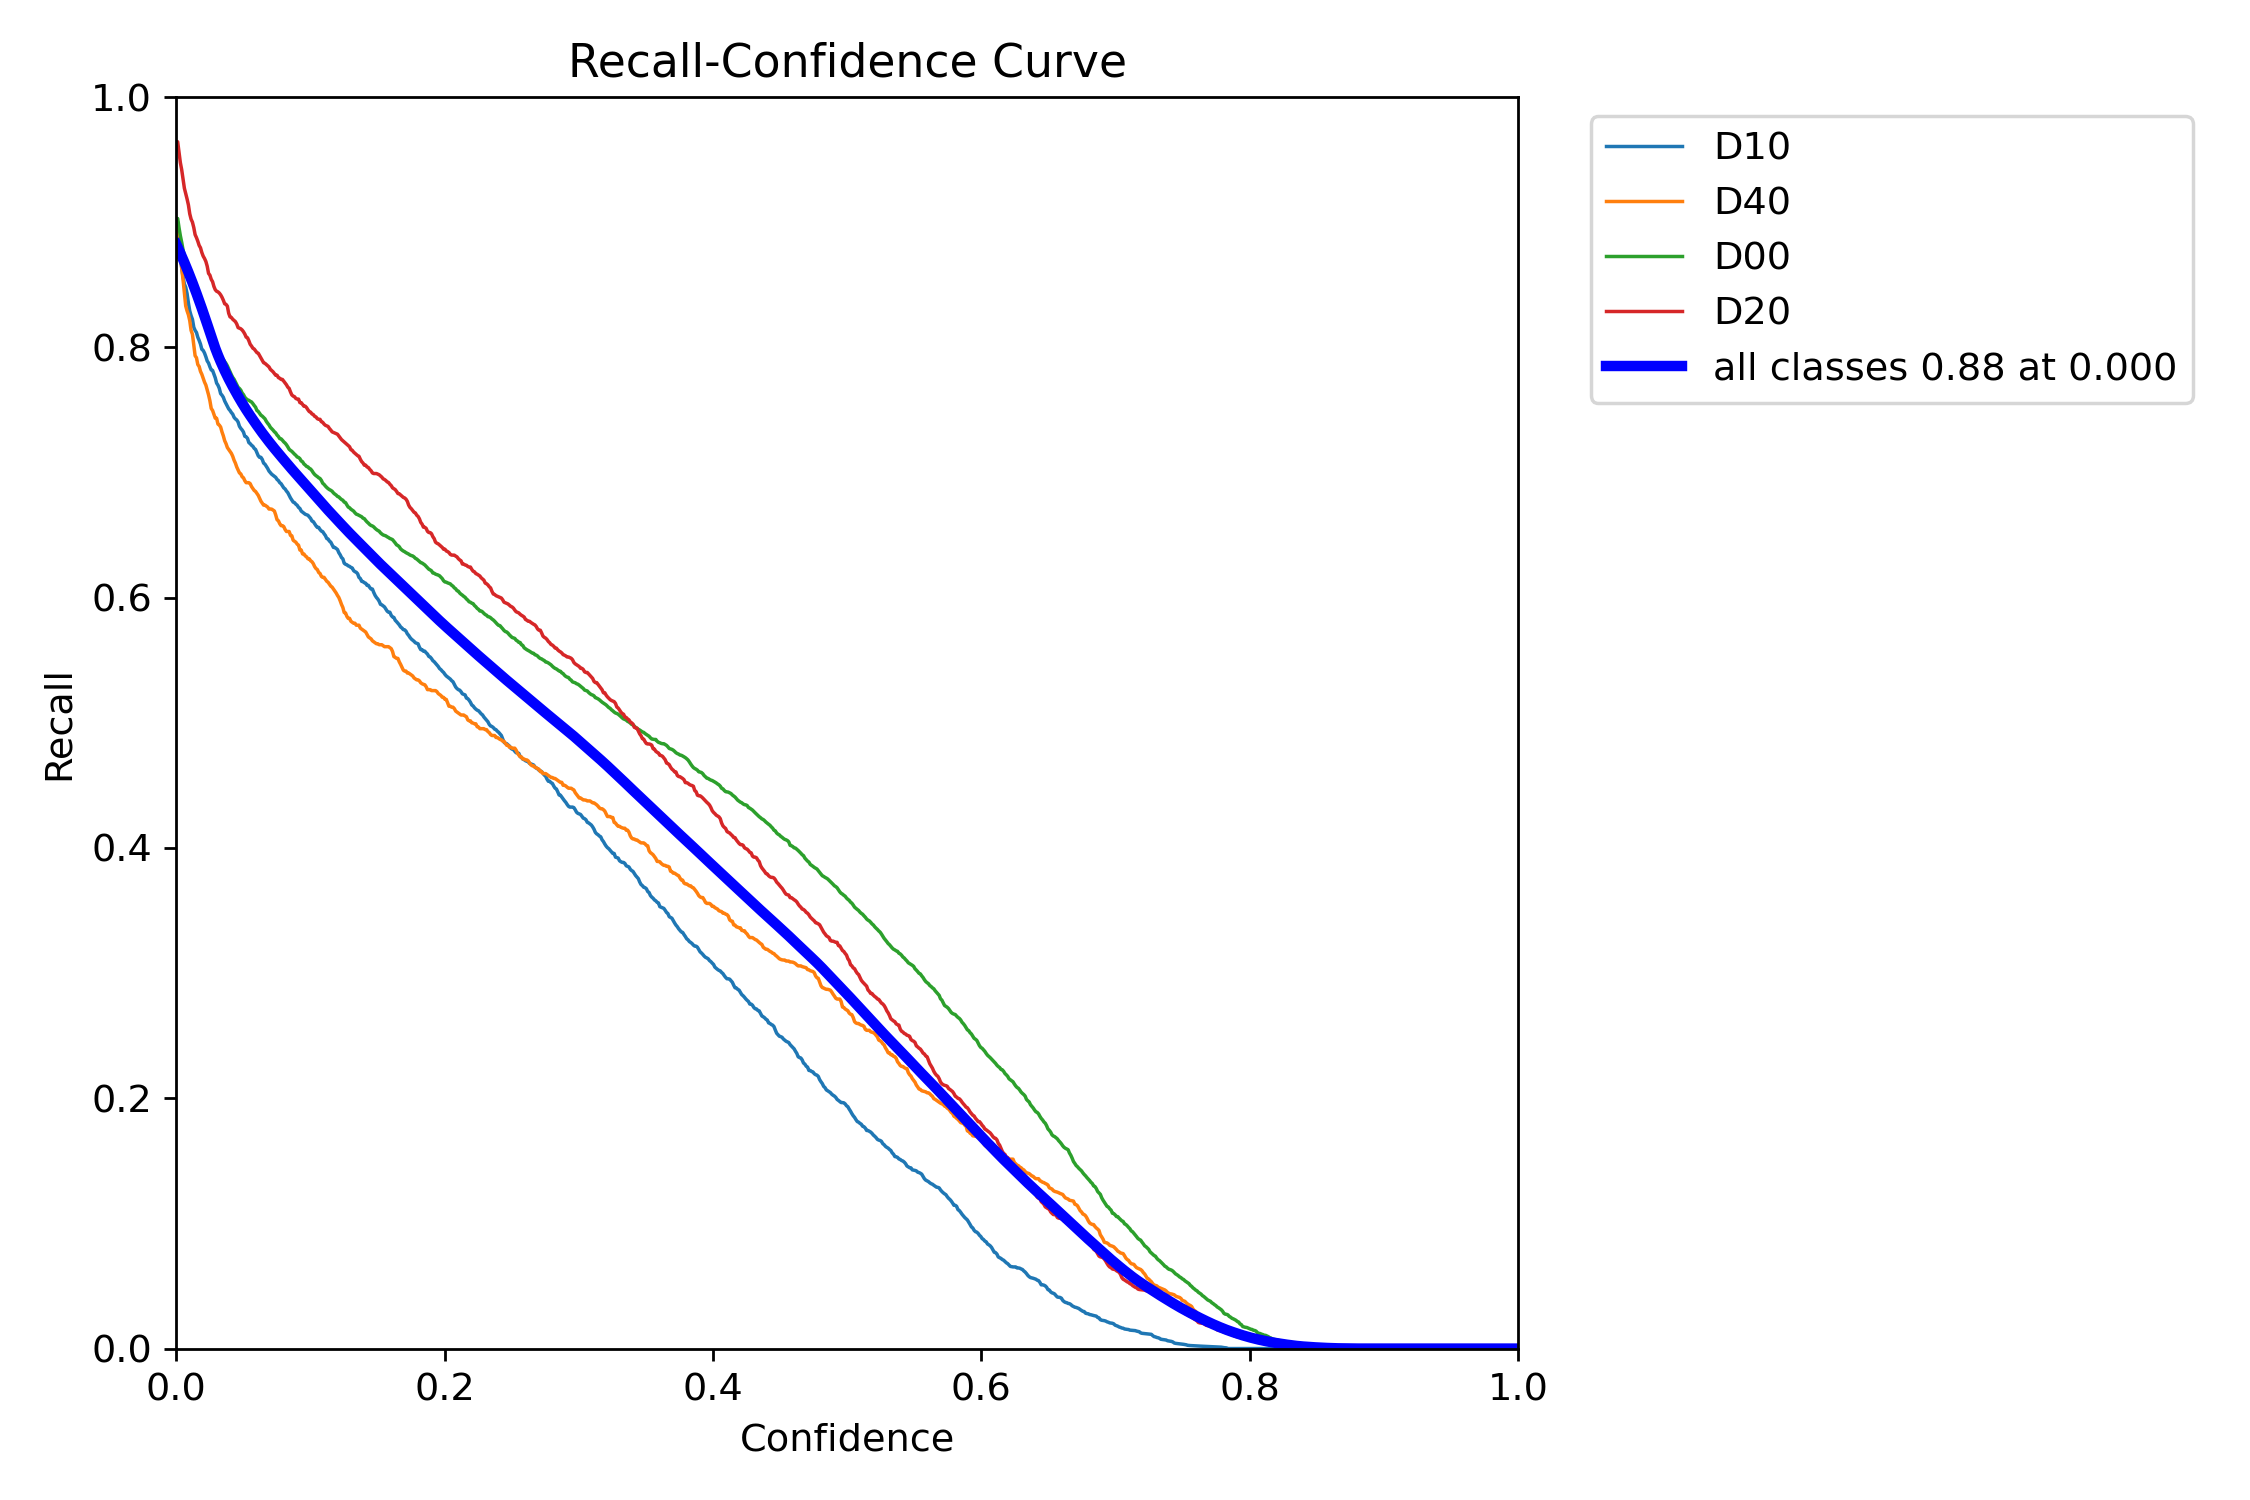 Recall-Confidence Curve
1.0
0.8
0.6
0.4
0.2
0.0
Recall
0.0 0.2 0.4 0.6 0.8 1.0
Confidence
D10
D40
D00
D20
all classes 0.88 at 0.000